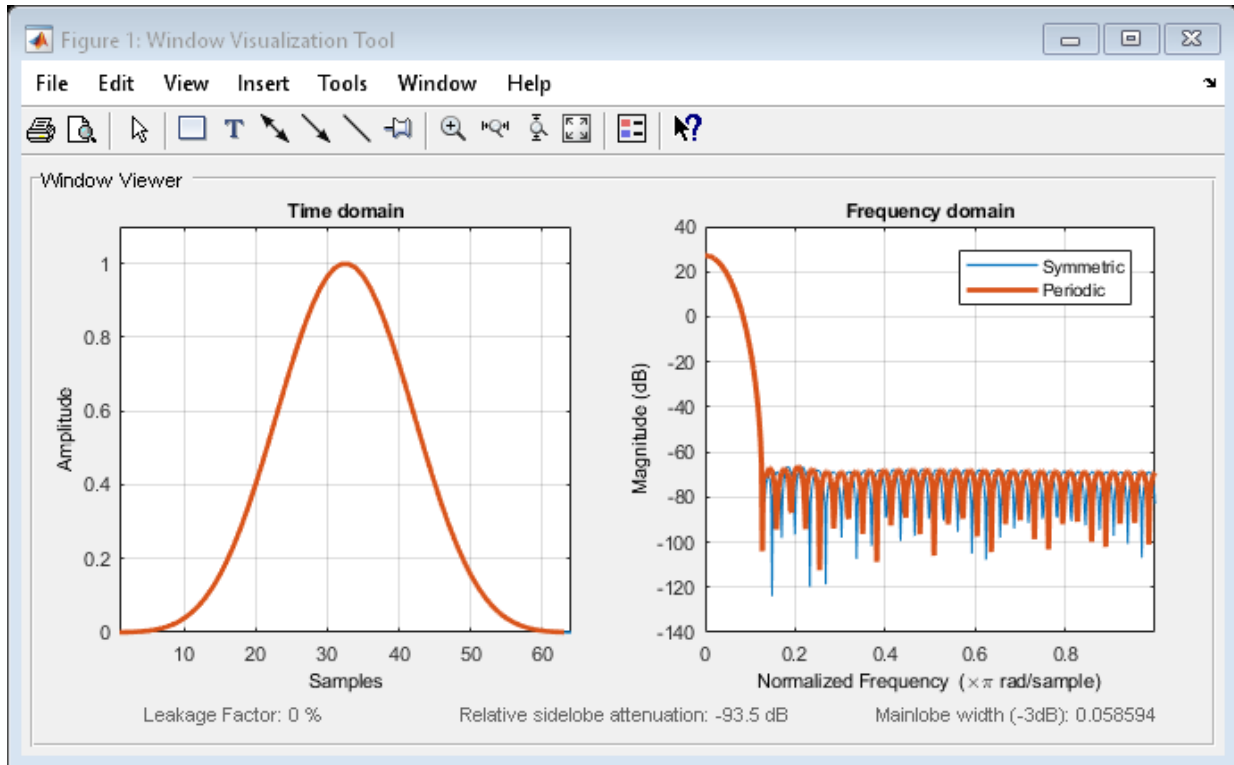 Figure 1: Window Visualization Tool
File Edit View Insert Tools Window Help
T
Window Viewer
Time domain
Amplitude
1
0.8
0.6
0.4
0.2
0
10 20 30 40 50 60
Samples
Frequency domain
Magnitude (dB)
40
20
0
-20
-40
-60
-80
-100
-120
-140
Symmetric
Periodic
0 0.2 0.4 0.6 0.8
Normalized Frequency (×π rad/sample)
Leakage Factor: 0 % Relative sidelobe attenuation: -93.5 dB Mainlobe width (-3dB): 0.058594